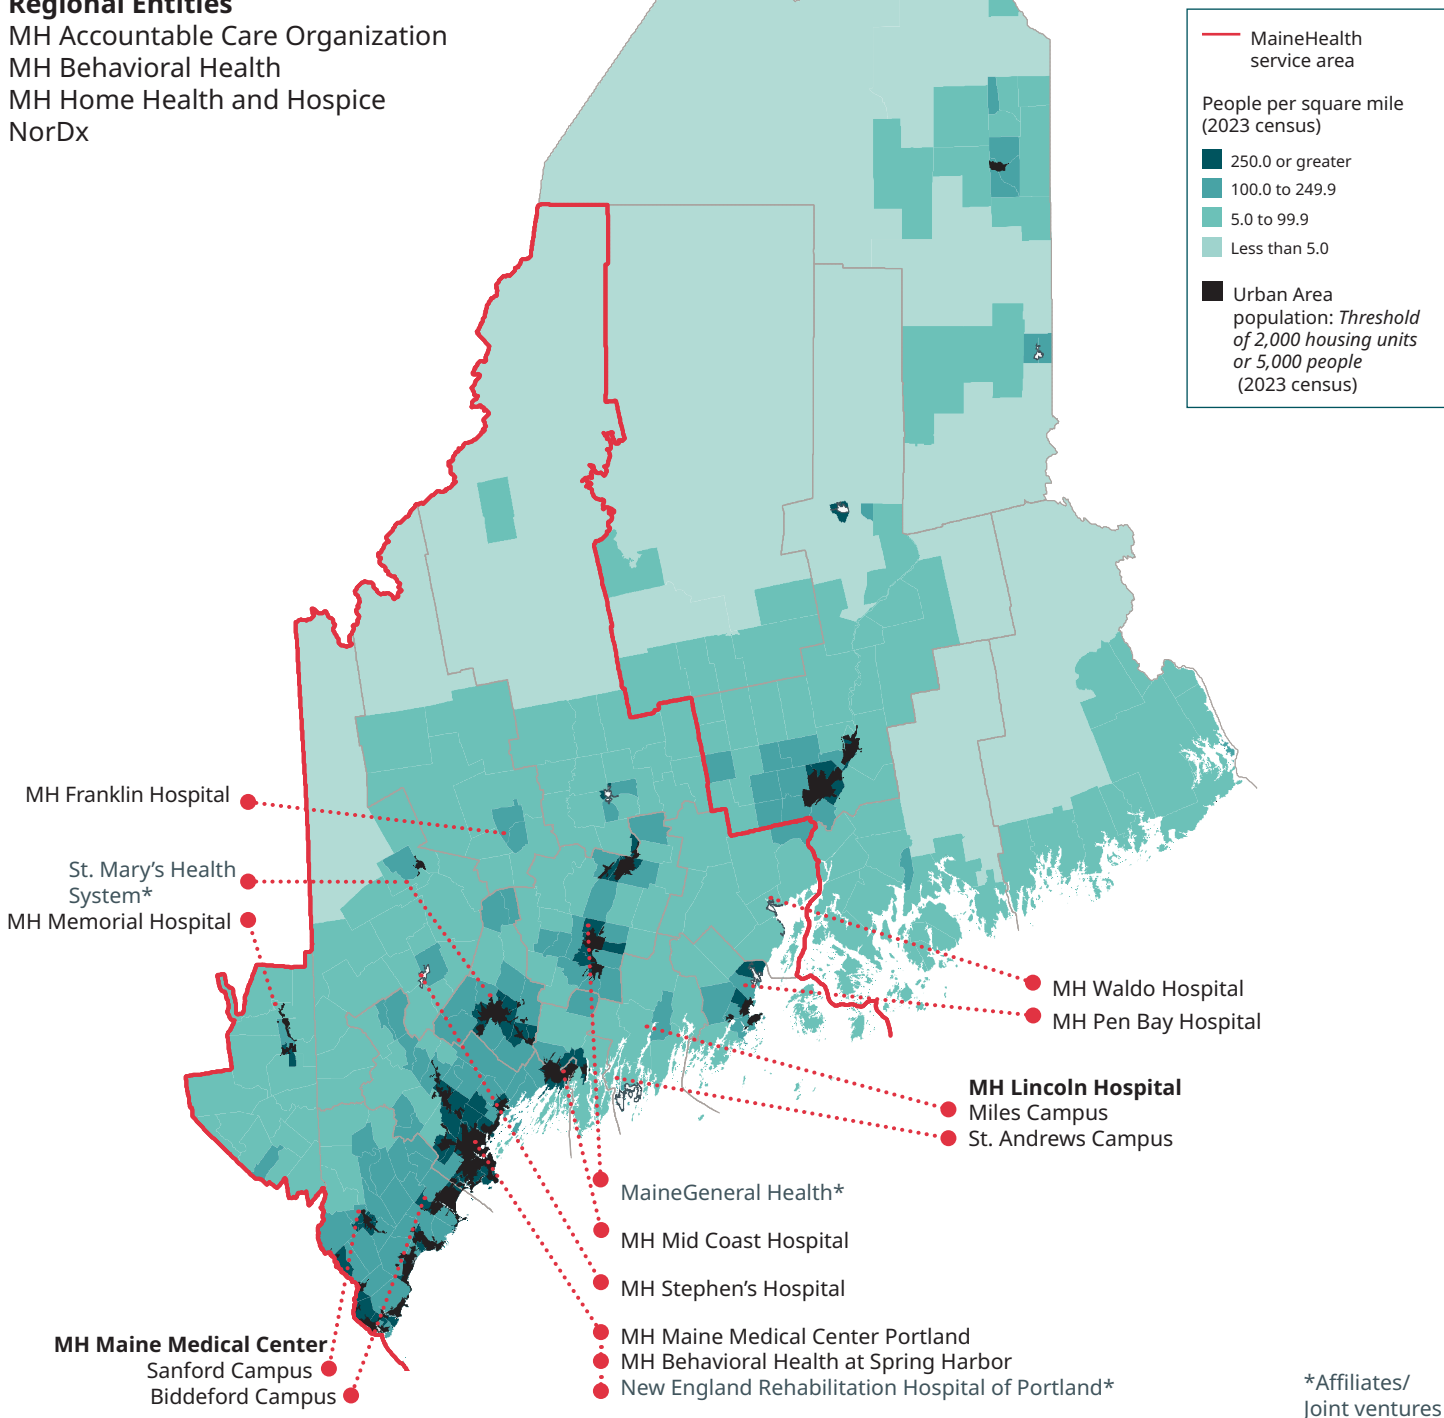 Regional Entities
MH Accountable Care Organization
MH Behavioral Health
MH Home Health and Hospice
NorDx
MaineHealth
service area
People per square mile
(2023 census)
250.0 or greater
100.0 to 249.9
5.0 to 99.9
Less than 5.0
Urban Area
population: Threshold
of 2,000 housing units
or 5,000 people
(2023 census)
MH Franklin Hospital
St. Mary’s Health
System*
MH Memorial Hospital
MH Waldo Hospital
MH Pen Bay Hospital
MH Lincoln Hospital
Miles Campus
St. Andrews Campus
MaineGeneral Health*
MH Mid Coast Hospital
MH Stephen’s Hospital
MH Maine Medical Center Portland
MH Behavioral Health at Spring Harbor
New England Rehabilitation Hospital of Portland*
MH Maine Medical Center
Sanford Campus
Biddeford Campus
*Affiliates/
Joint ventures